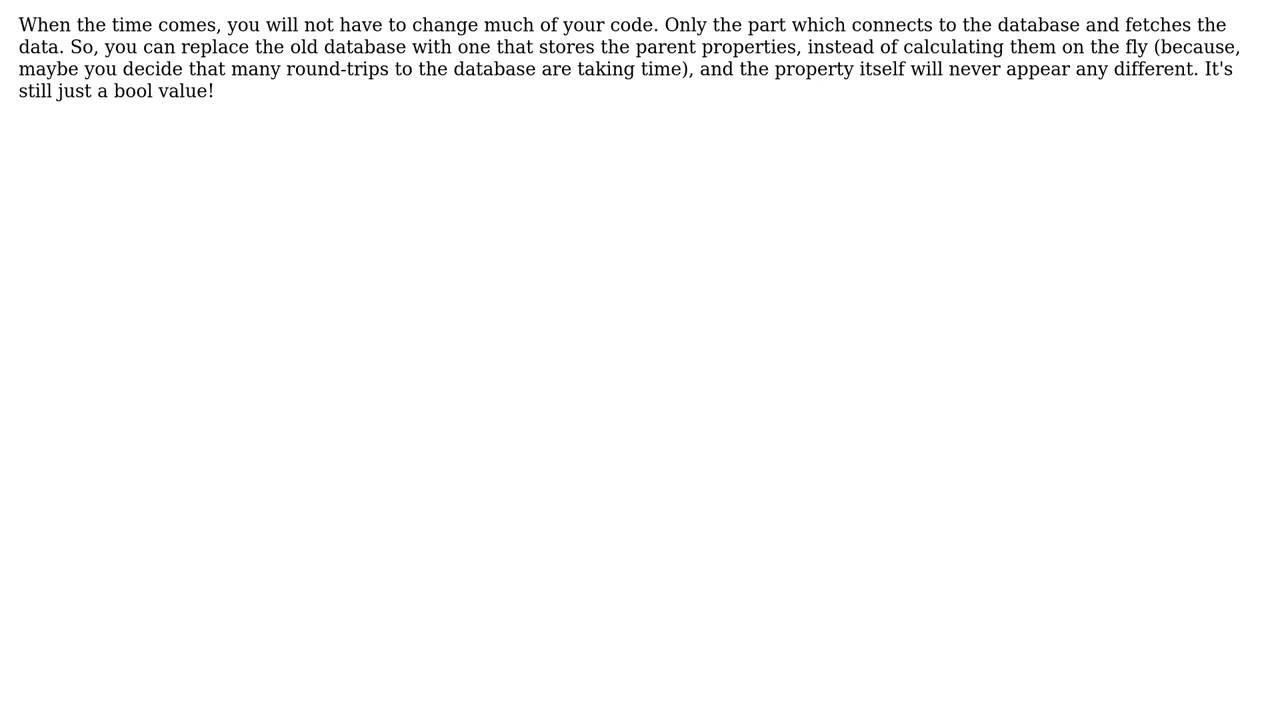 When the time comes, you will not have to change much of your code. Only the part which connects to the database and fetches the
data. So, you can replace the old database with one that stores the parent properties, instead of calculating them on the fly (because,
maybe you decide that many round-trips to the database are taking time), and the property itself will never appear any different. It's
still just a bool value!